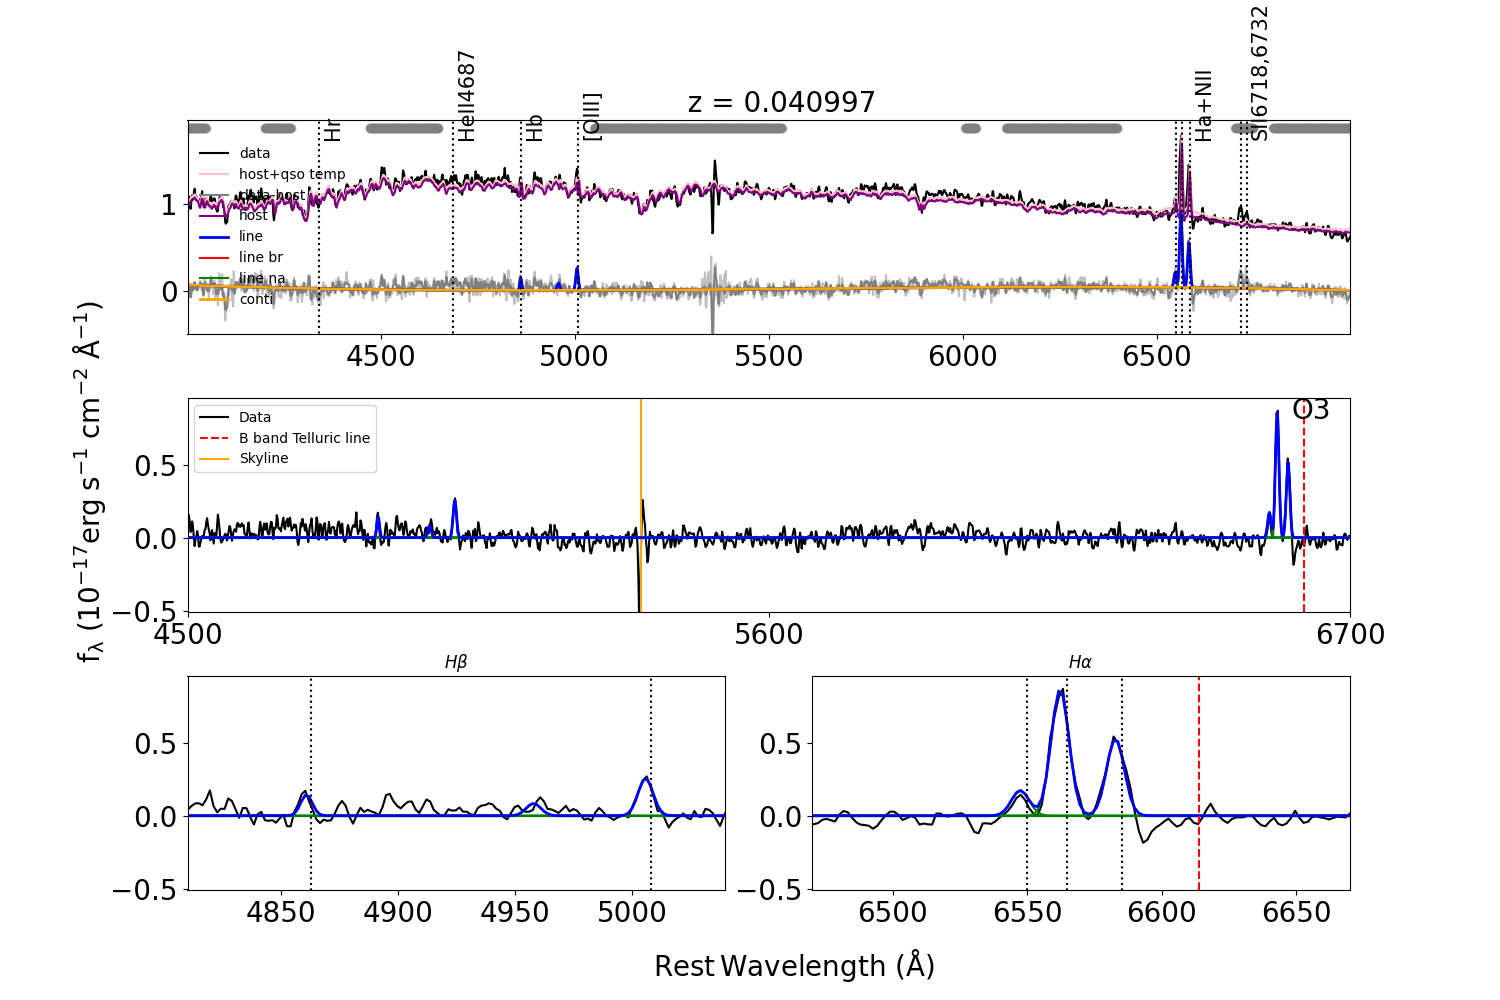 z = 0.040997
Hr
HeII4687
Hb
[OIII]
Ha+NII
SII6718,6732
data
host+qso temp
data-host
host
line
line br
line na
conti
1
0
4500 5000 5500 6000 6500
fλ (10⁻¹⁷erg s⁻¹ cm⁻² Å⁻¹)
Data
B band Telluric line
Skyline
O3
0.5
0.0
−0.5
4500 5600 6700
Hβ
0.5
0.0
−0.5
4850 4900 4950 5000
Hα
0.5
0.0
−0.5
6500 6550 6600 6650
Rest Wavelength (Å)